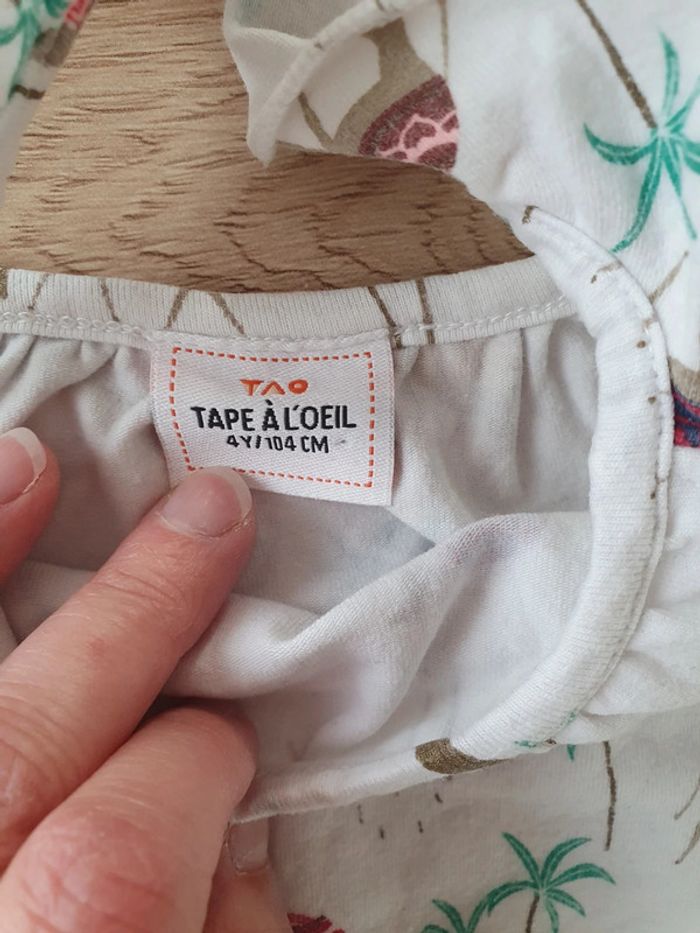 TAO
TAPE À L'OEIL
4Y/104 CM